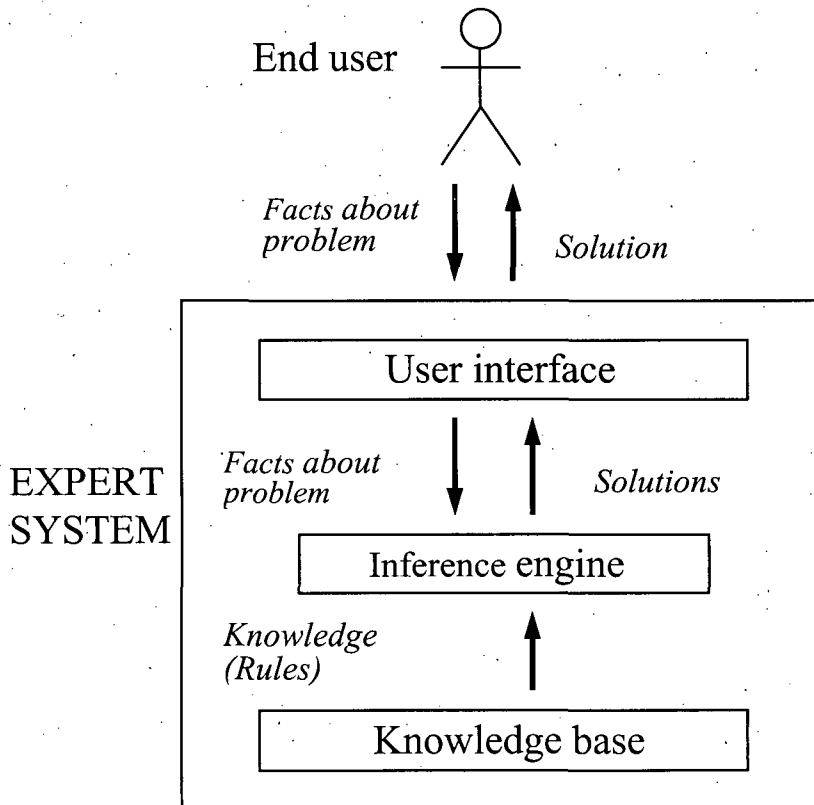 End user
Facts about
problem
Solution
User interface
Facts about
problem
Solutions
EXPERT
SYSTEM
Inference engine
Knowledge
(Rules)
Knowledge base